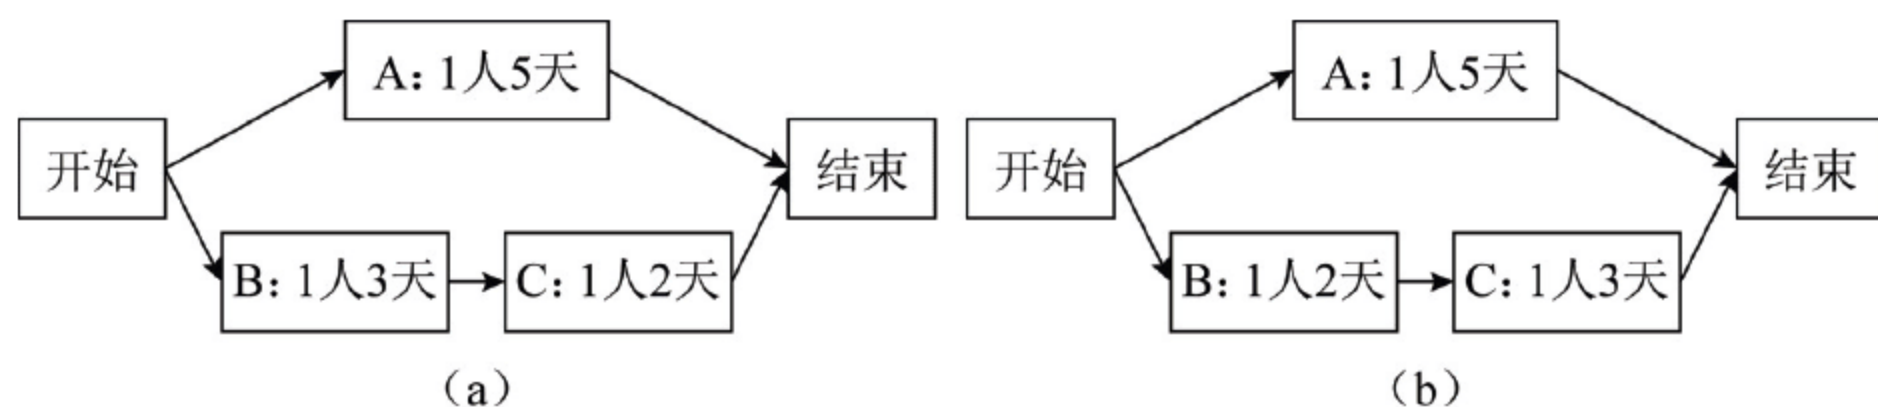 A：1人5天
开始
结束
B：1人3天
C：1人2天
（a）
A：1人5天
开始
结束
B：1人2天
C：1人3天
（b）